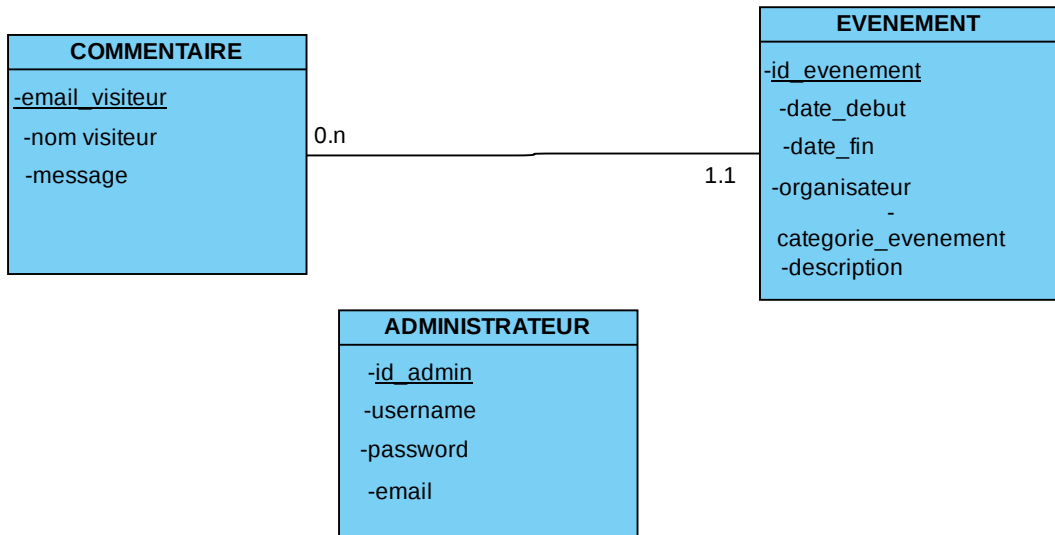 COMMENTAIRE
-email_visiteur
-nom visiteur
-message
0.n
1.1
EVENEMENT
-id_evenement
-date_debut
-date_fin
-organisateur
-
categorie_evenement
-description
ADMINISTRATEUR
-id_admin
-username
-password
-email